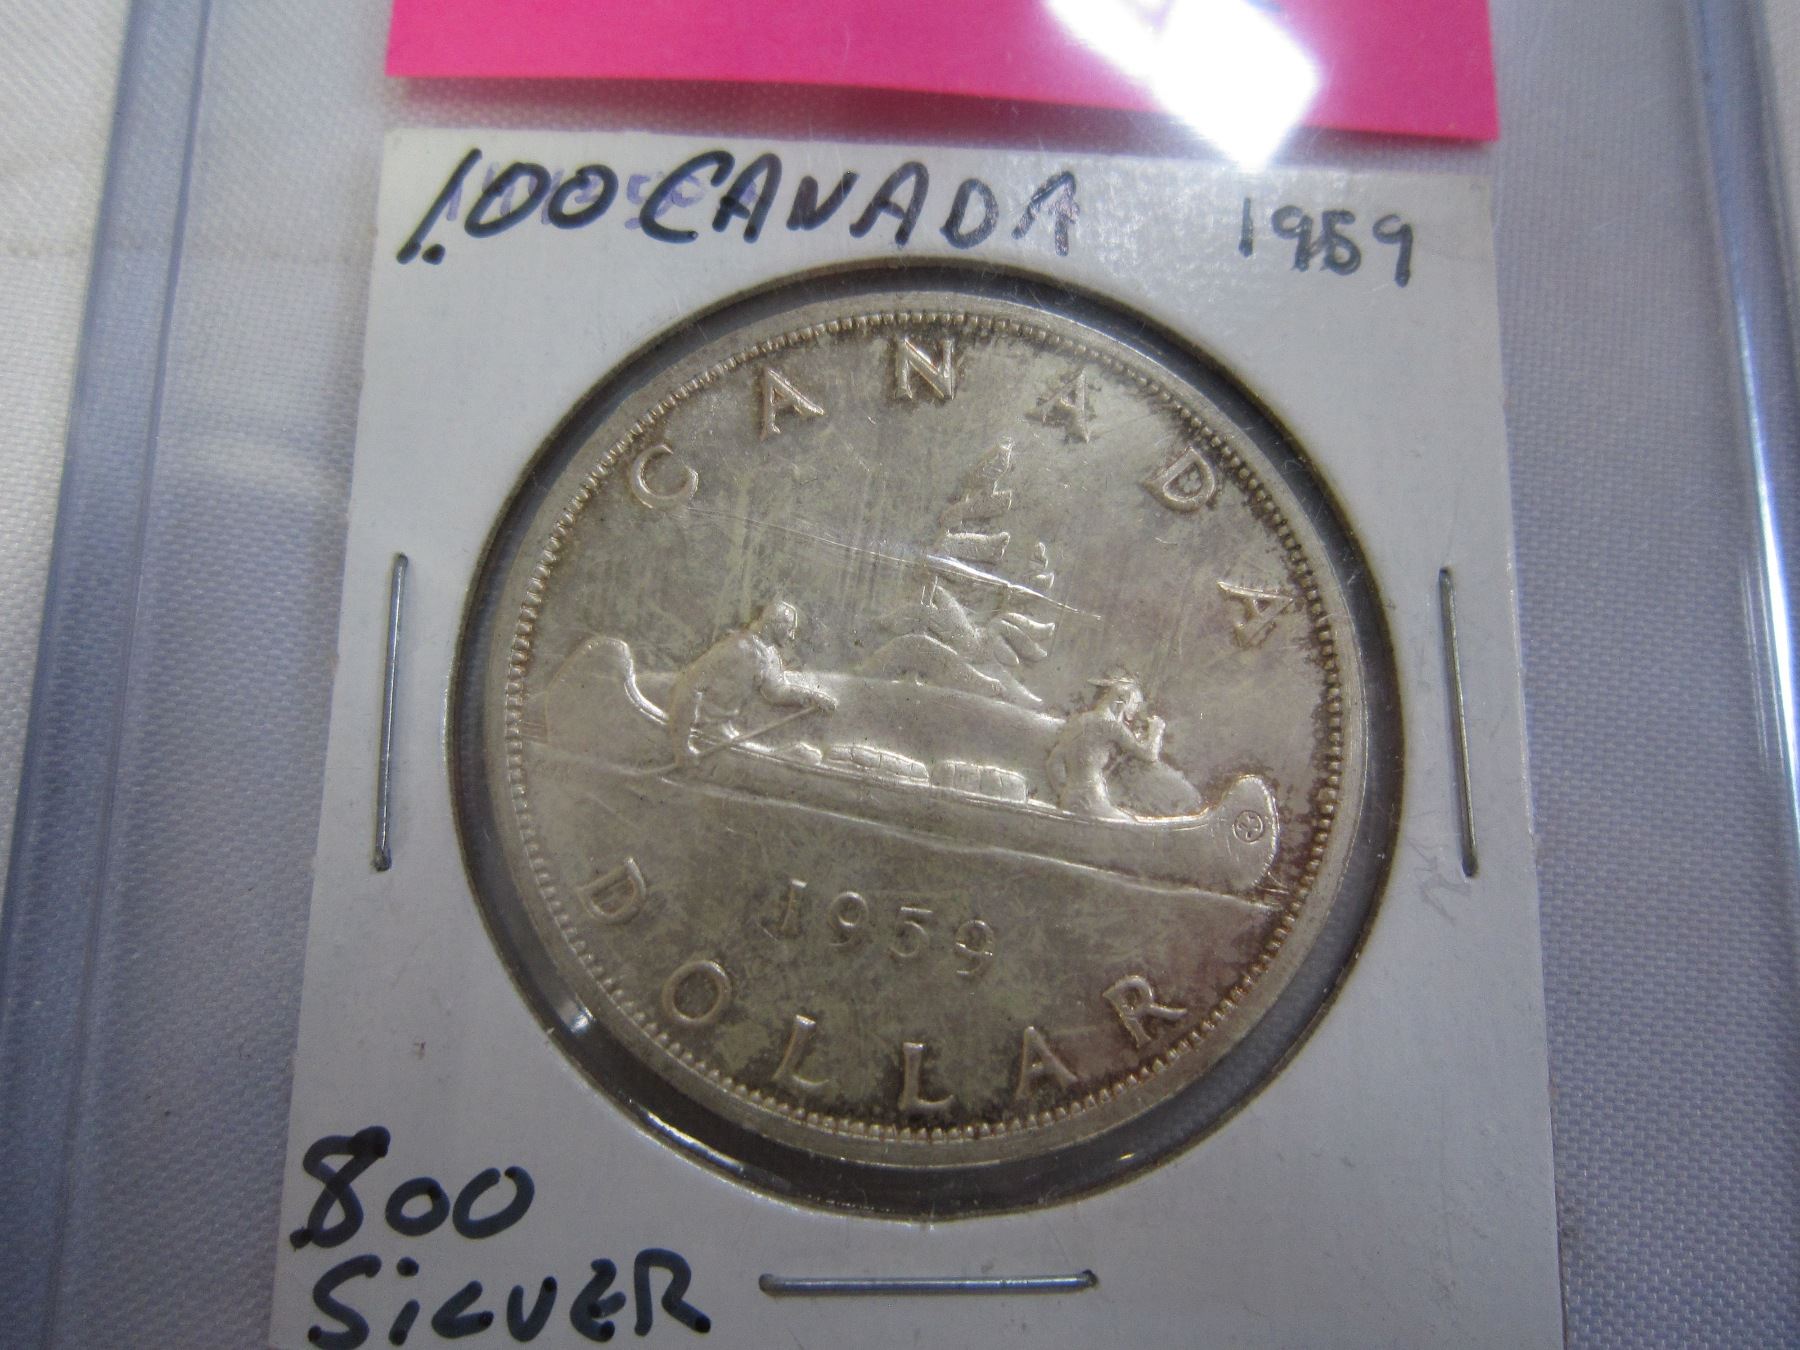 1.00 CANADA 1959
CANADA
1959
DOLLAR
.800
SILVER